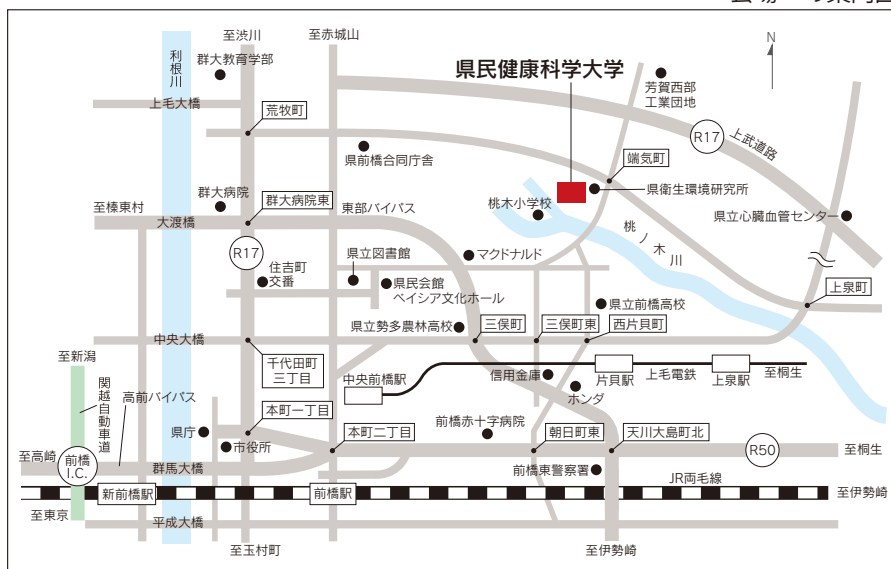 至渋川
至赤城山
N
利根川
群大教育学部
県民健康科学大学
芳賀西部
工業団地
上毛大橋
荒牧町
R17
上武道路
県前橋合同庁舎
端気町
県衛生環境研究所
群大病院
群大病院東
桃木小学校
至榛東村
大渡橋
東部バイパス
桃ノ木川
県立心臓血管センター
R17
県立図書館
マクドナルド
住吉町
交番
県民会館
ベイシア文化ホール
上泉町
県立前橋高校
県立勢多農林高校
三俣町
三俣町東
西片貝町
中央大橋
至新潟
千代田町
三丁目
中央前橋駅
信用金庫
片貝駅
上毛電鉄
上泉駅
至桐生
関越自動車道
高前バイパス
ホンダ
本町一丁目
県庁
市役所
本町二丁目
前橋赤十字病院
朝日町東
天川大島町北
R50
至桐生
至高崎
前橋
I.C.
群馬大橋
前橋東警察署
JR両毛線
新前橋駅
前橋駅
至伊勢崎
至東京
平成大橋
至玉村町
至伊勢崎